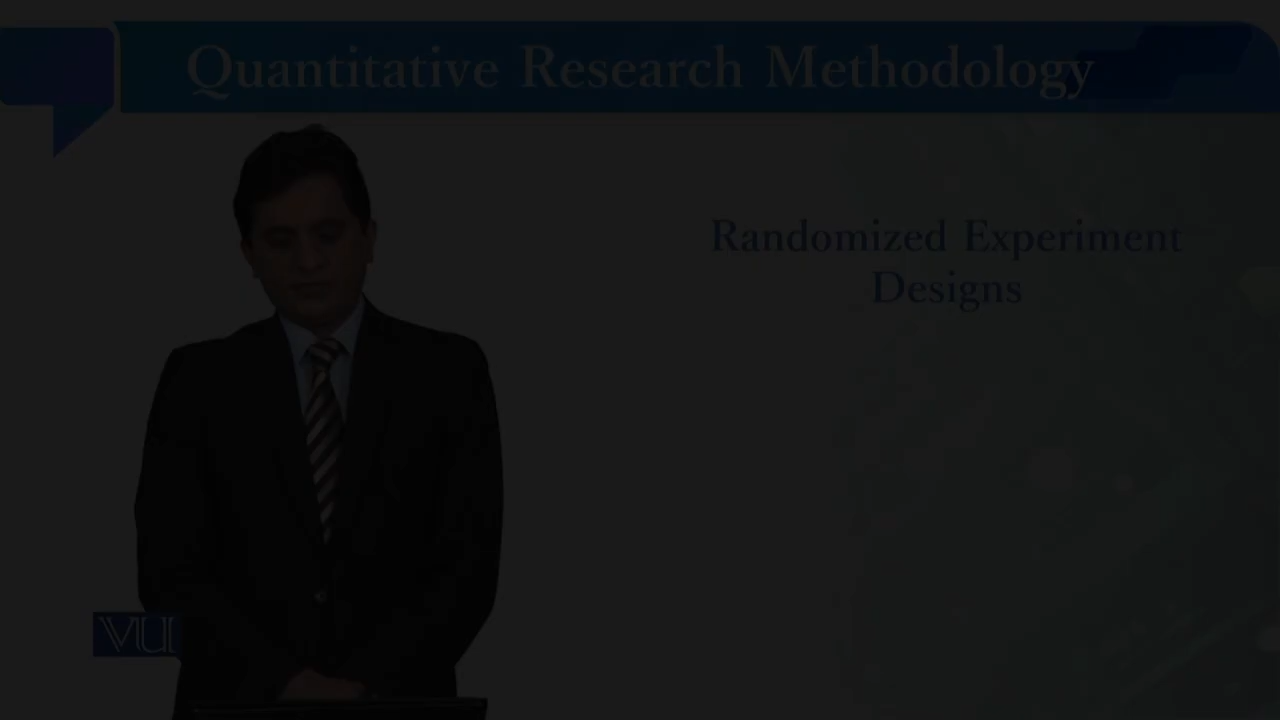 Quantitative Research Methodology
Randomized Experiment
Designs
VU